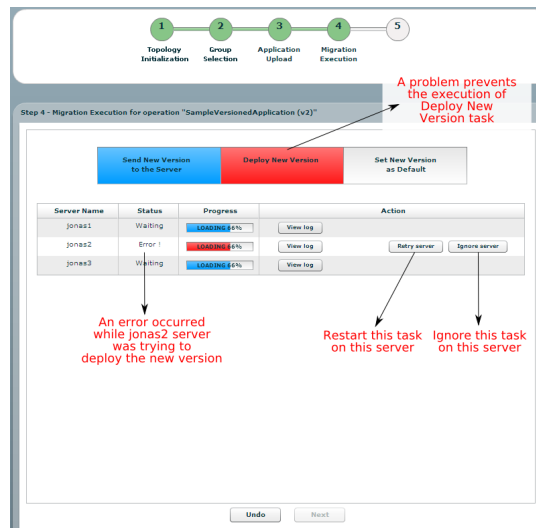 1 2 3 4 5
Topology Group Application Migration
Initialization Selection Upload Execution
A problem prevents
the execution of
Deploy New
Version task
Step 4 - Migration Execution for operation "SampleVersionedApplication (v2)"
Send New Version Deploy New Version Set New Version
to the Server as Default
Server Name Status Progress Action
jonas1 Waiting LOADING 66% View log
jonas2 Error ! LOADING 66% View log Retry server Ignore server
jonas3 Waiting LOADING 66% View log
An error occurred
while jonas2 server
was trying to
deploy the new version
Restart this task
on this server
Ignore this task
on this server
Undo Next